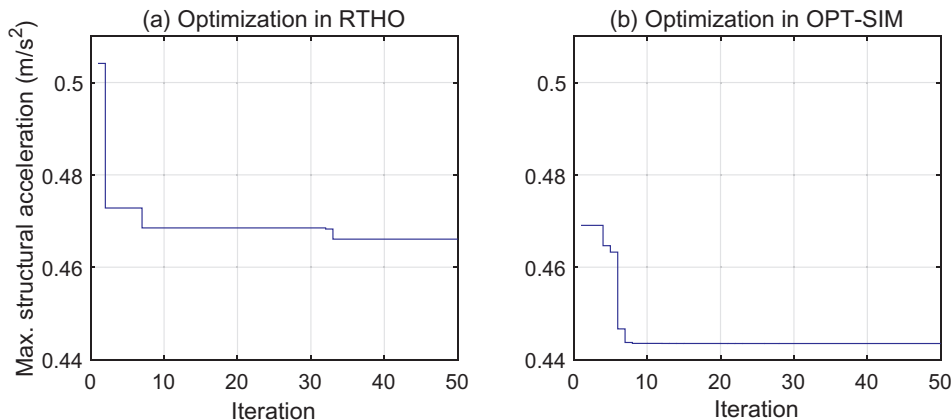 (a) Optimization in RTHO
(b) Optimization in OPT-SIM
Max. structural acceleration (m/s²)
0.5
0.48
0.46
0.44
0 10 20 30 40 50
Iteration
0.5
0.48
0.46
0.44
0 10 20 30 40 50
Iteration